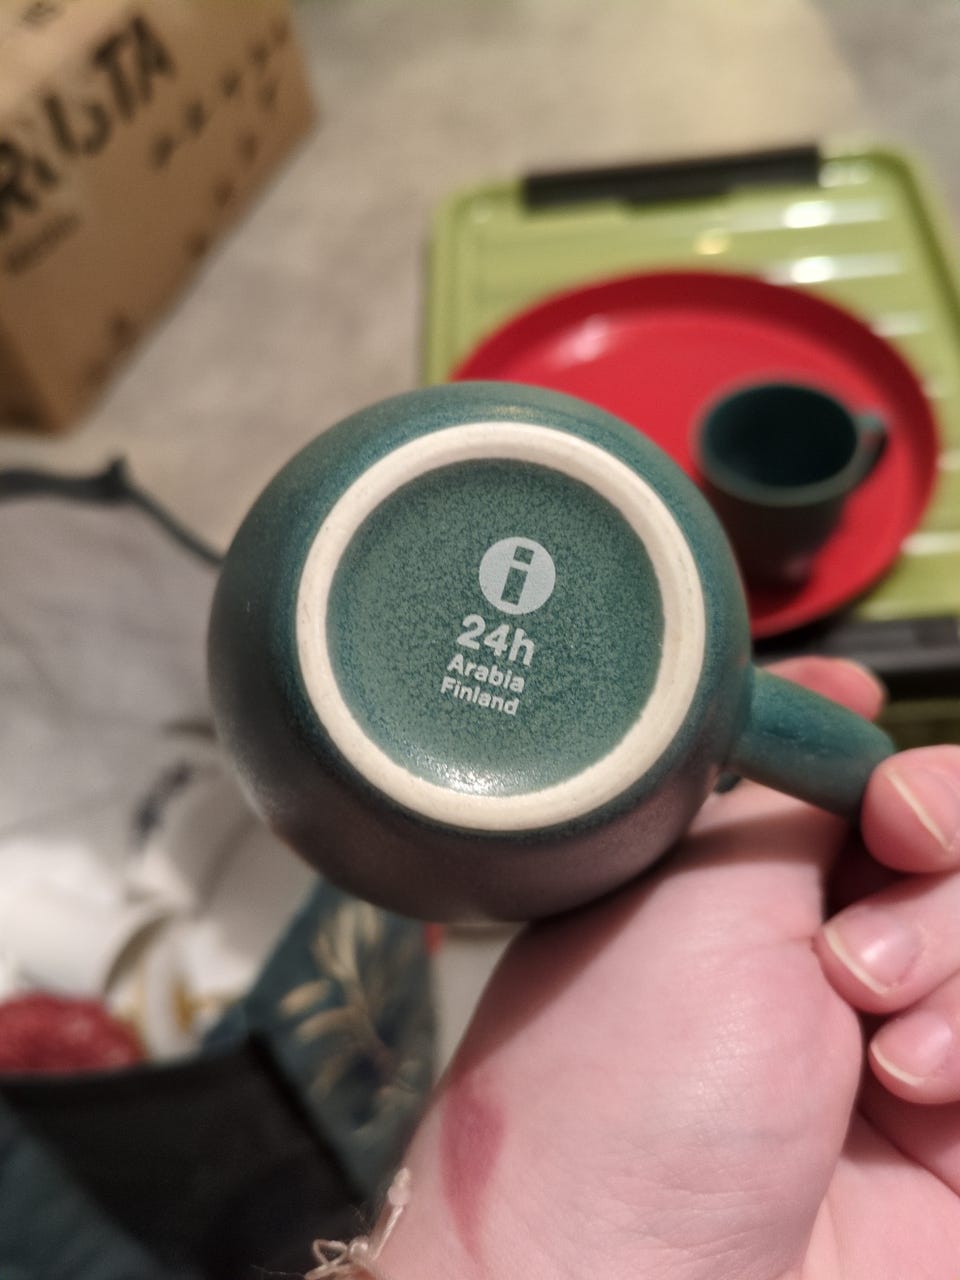 i
24h
Arabia
Finland